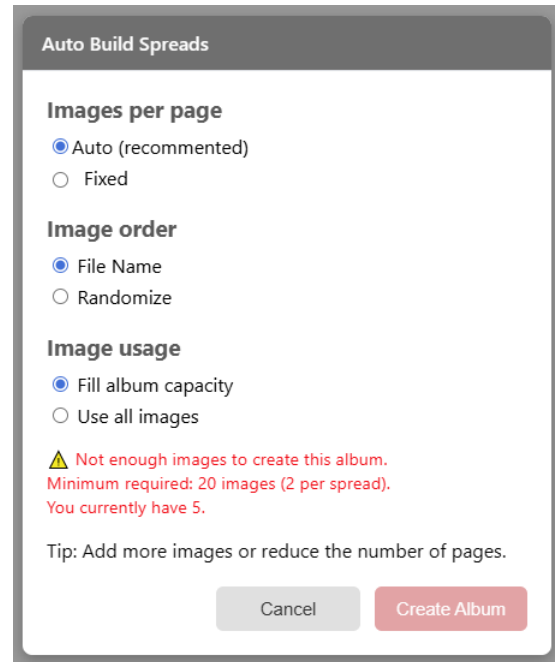 Auto Build Spreads
Images per page
Auto (recommented)
Fixed
Image order
File Name
Randomize
Image usage
Fill album capacity
Use all images
Not enough images to create this album.
Minimum required: 20 images (2 per spread).
You currently have 5.
Tip: Add more images or reduce the number of pages.
Cancel
Create Album